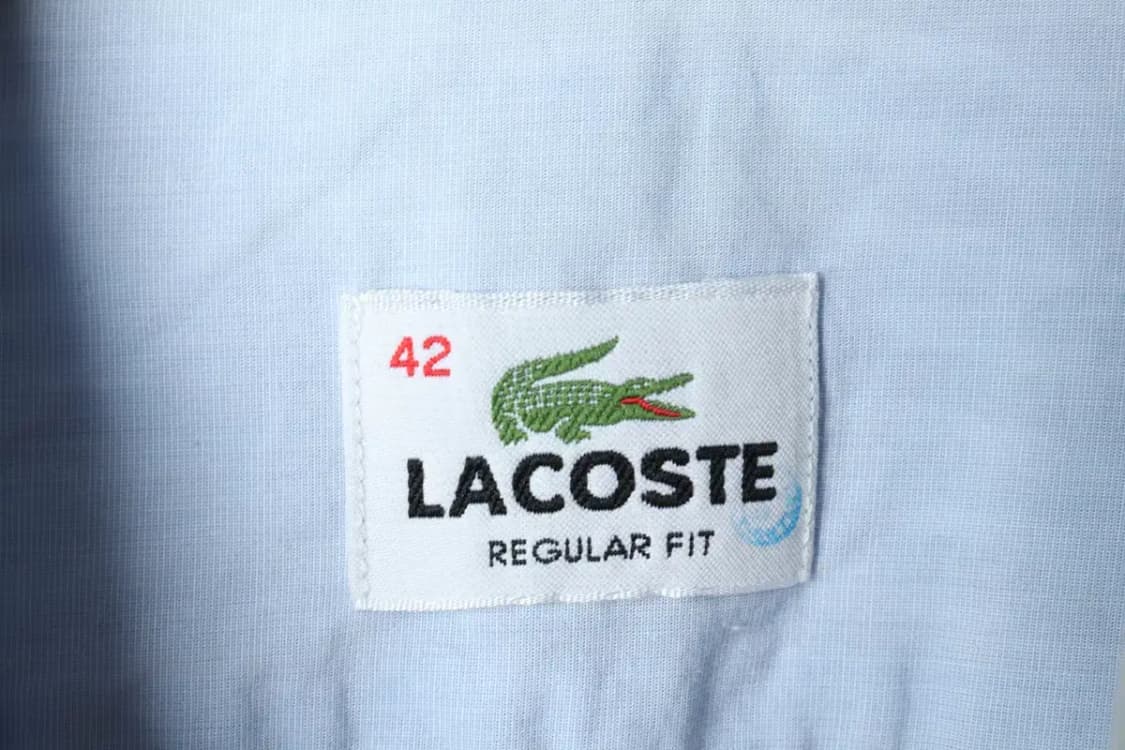 42
LACOSTE
REGULAR FIT